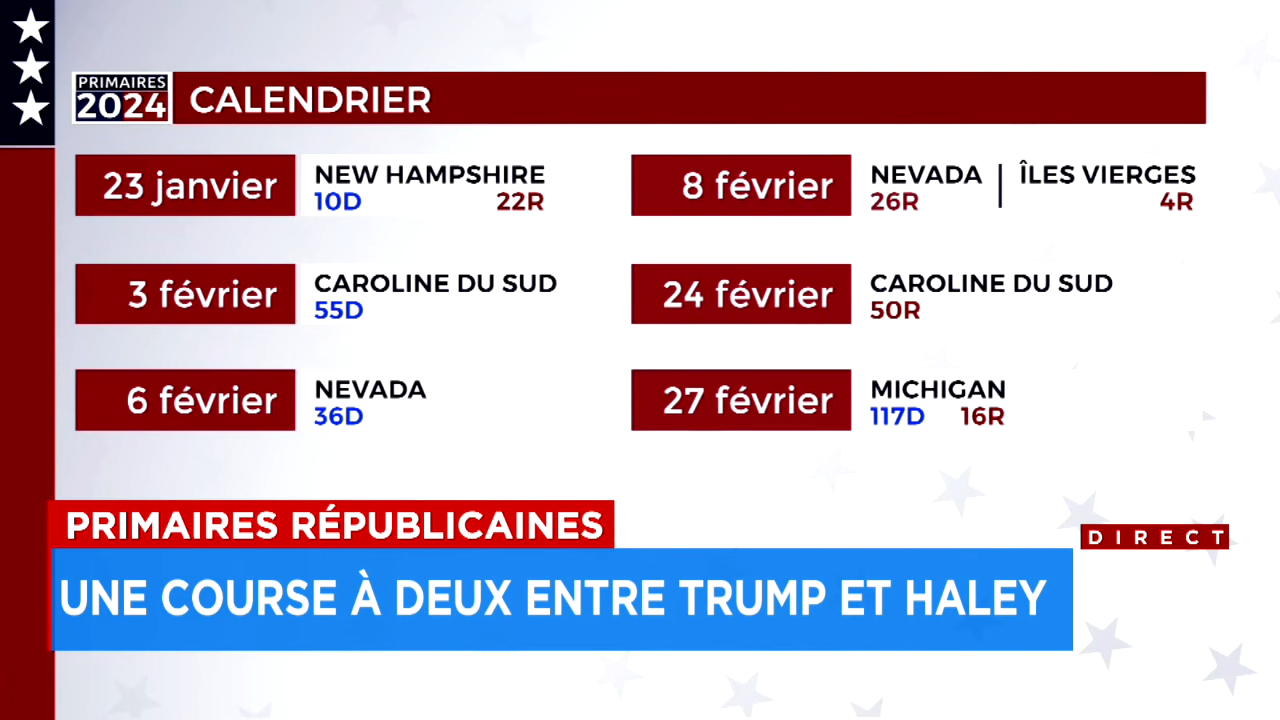 PRIMAIRES
2024
CALENDRIER
23 janvier
NEW HAMPSHIRE
10D 22R
3 février
CAROLINE DU SUD
55D
6 février
NEVADA
36D
8 février
NEVADA | ÎLES VIERGES
26R 4R
24 février
CAROLINE DU SUD
50R
27 février
MICHIGAN
117D 16R
PRIMAIRES RÉPUBLICAINES
DIRECT
UNE COURSE À DEUX ENTRE TRUMP ET HALEY